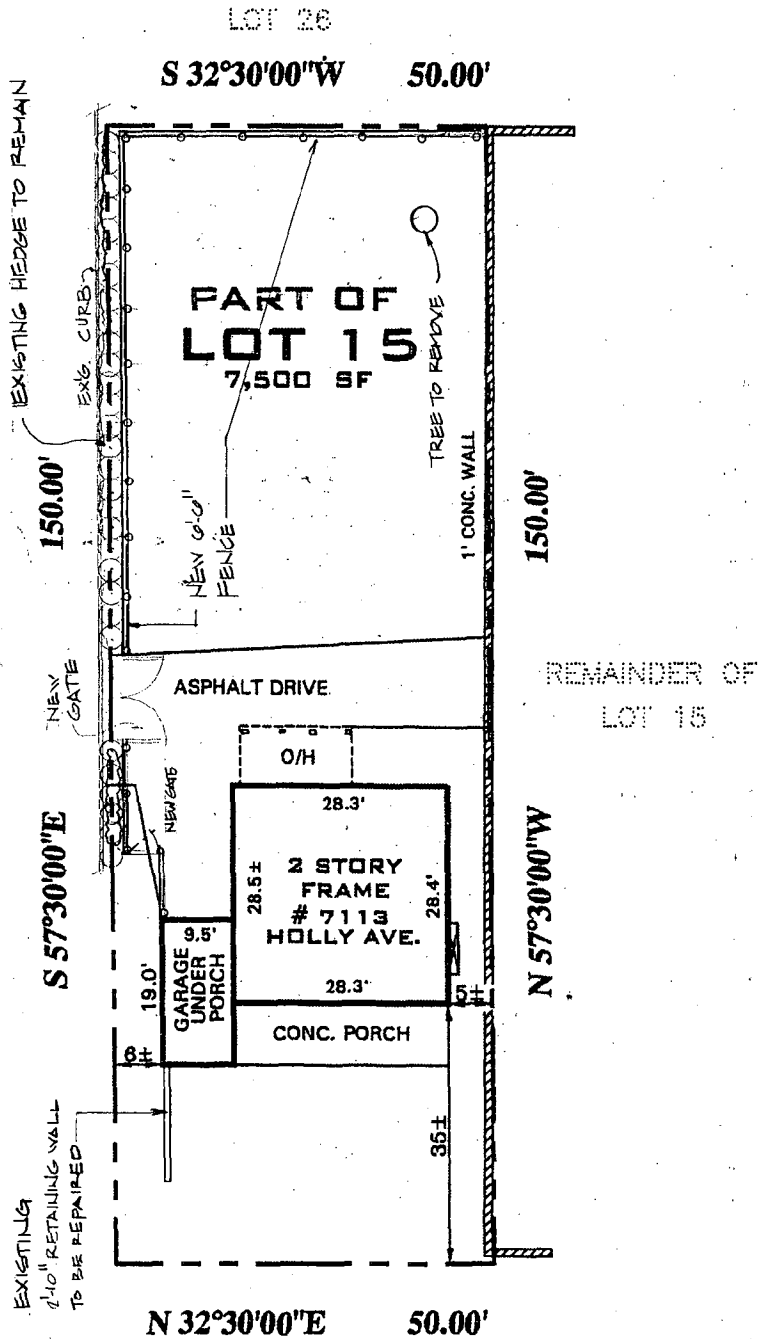 LOT 26
S 32°30'00"W 50.00'
EXISTING HEDGE TO REMAIN
EXG. CURB
PART OF
LOT 15
7,500 SF
TREE TO REMOVE
1' CONC. WALL
150.00'
150.00'
NEW 6'-6"
FENCE
NEW
GATE
ASPHALT DRIVE
REMAINDER OF
LOT 15
O/H
NEW GATE
28.3'
2 STORY
FRAME
# 7113
HOLLY AVE.
28.5±
28.4'
28.3'
S 57°30'00"E
N 57°30'00"W
9.5'
GARAGE
UNDER
PORCH
19.0'
CONC. PORCH
5±
6±
35±
EXISTING
2'-10" RETAINING WALL
TO BE REPAIRED
N 32°30'00"E 50.00'